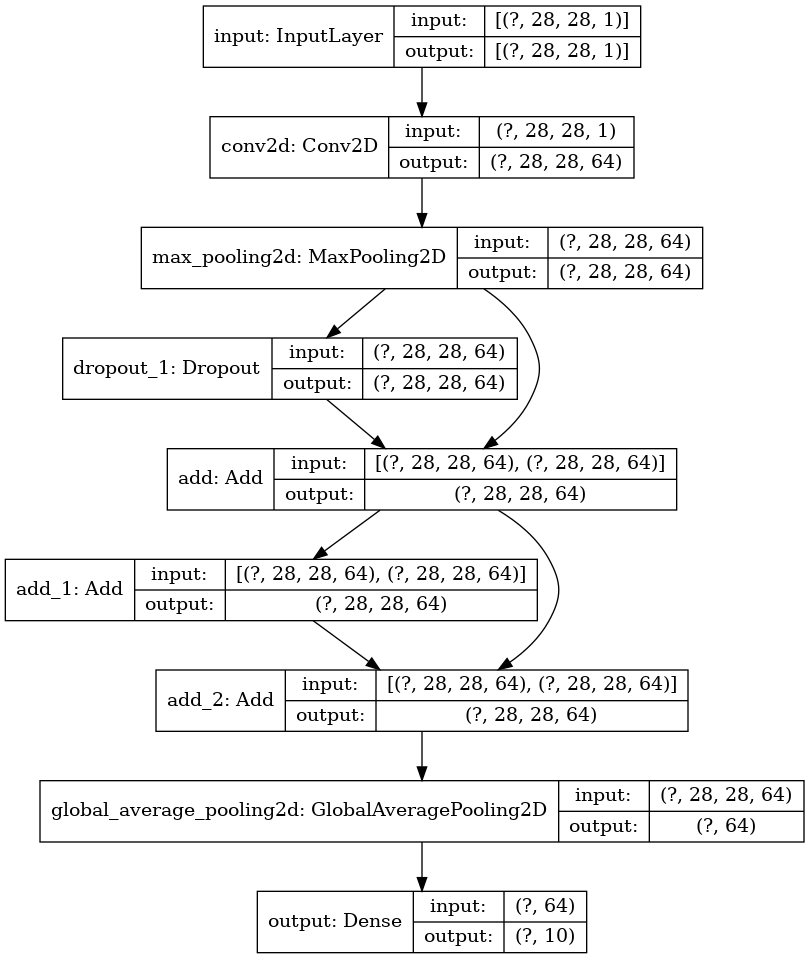 input: InputLayer
input:
[(?, 28, 28, 1)]
output:
[(?, 28, 28, 1)]
conv2d: Conv2D
input:
(?, 28, 28, 1)
output:
(?, 28, 28, 64)
max_pooling2d: MaxPooling2D
input:
(?, 28, 28, 64)
output:
(?, 28, 28, 64)
dropout_1: Dropout
input:
(?, 28, 28, 64)
output:
(?, 28, 28, 64)
add: Add
input:
[(?, 28, 28, 64), (?, 28, 28, 64)]
output:
(?, 28, 28, 64)
add_1: Add
input:
[(?, 28, 28, 64), (?, 28, 28, 64)]
output:
(?, 28, 28, 64)
add_2: Add
input:
[(?, 28, 28, 64), (?, 28, 28, 64)]
output:
(?, 28, 28, 64)
global_average_pooling2d: GlobalAveragePooling2D
input:
(?, 28, 28, 64)
output:
(?, 64)
output: Dense
input:
(?, 64)
output:
(?, 10)